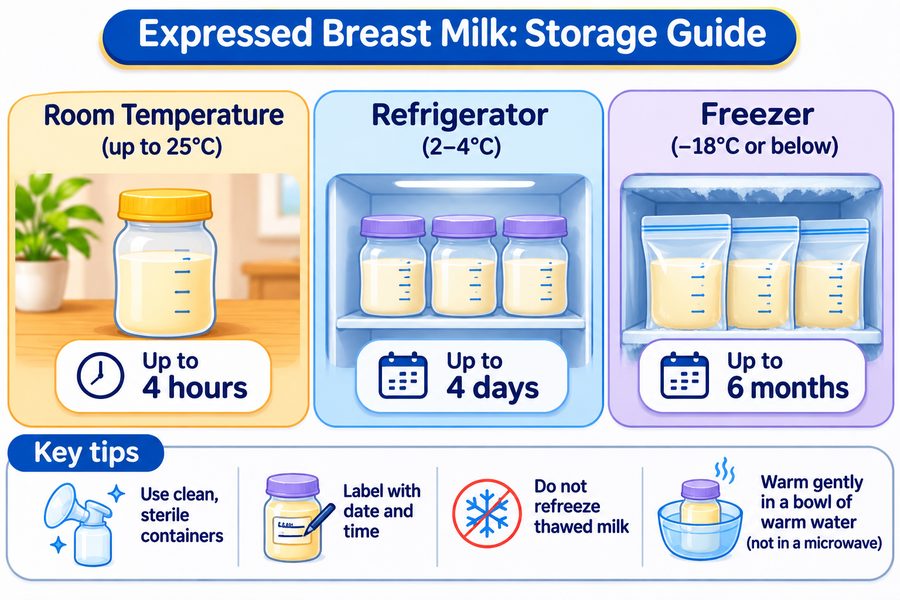 Expressed Breast Milk: Storage Guide
Room Temperature
(up to 25°C)
Up to
4 hours
Refrigerator
(2–4°C)
Up to
4 days
Freezer
(−18°C or below)
Up to
6 months
Key tips
Use clean,
sterile
containers
Label with
date and
time
Do not
refreeze
thawed milk
Warm gently
in a bowl of
warm water
(not in a microwave)